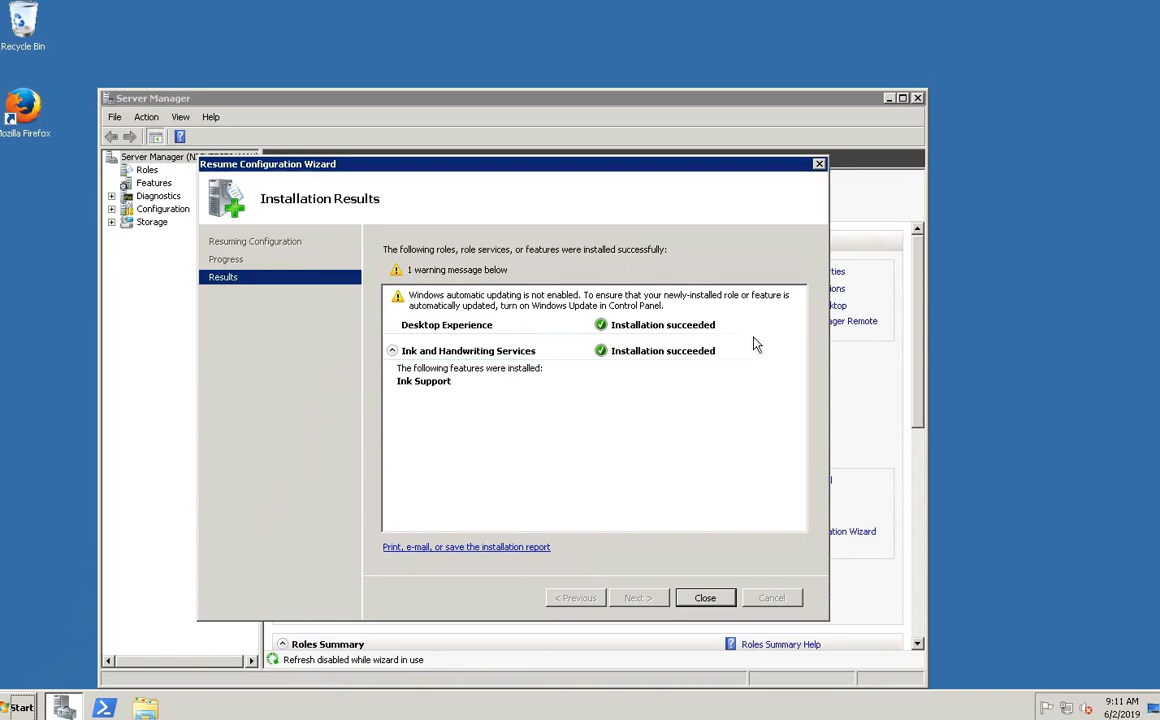 Recycle Bin
Mozilla Firefox
Server Manager
File Action View Help
Server Manager
Roles
Features
Diagnostics
Configuration
Storage
Resume Configuration Wizard
Installation Results
Resuming Configuration
Progress
Results
The following roles, role services, or features were installed successfully:
1 warning message below
Windows automatic updating is not enabled. To ensure that your newly-installed role or feature is
automatically updated, turn on Windows Update in Control Panel.
Desktop Experience Installation succeeded
Ink and Handwriting Services Installation succeeded
The following features were installed:
Ink Support
Print, e-mail, or save the installation report
< Previous Next > Close Cancel
Remote
Wizard
Roles Summary Roles Summary Help
Refresh disabled while wizard in use
Start
9:11 AM
6/2/2019